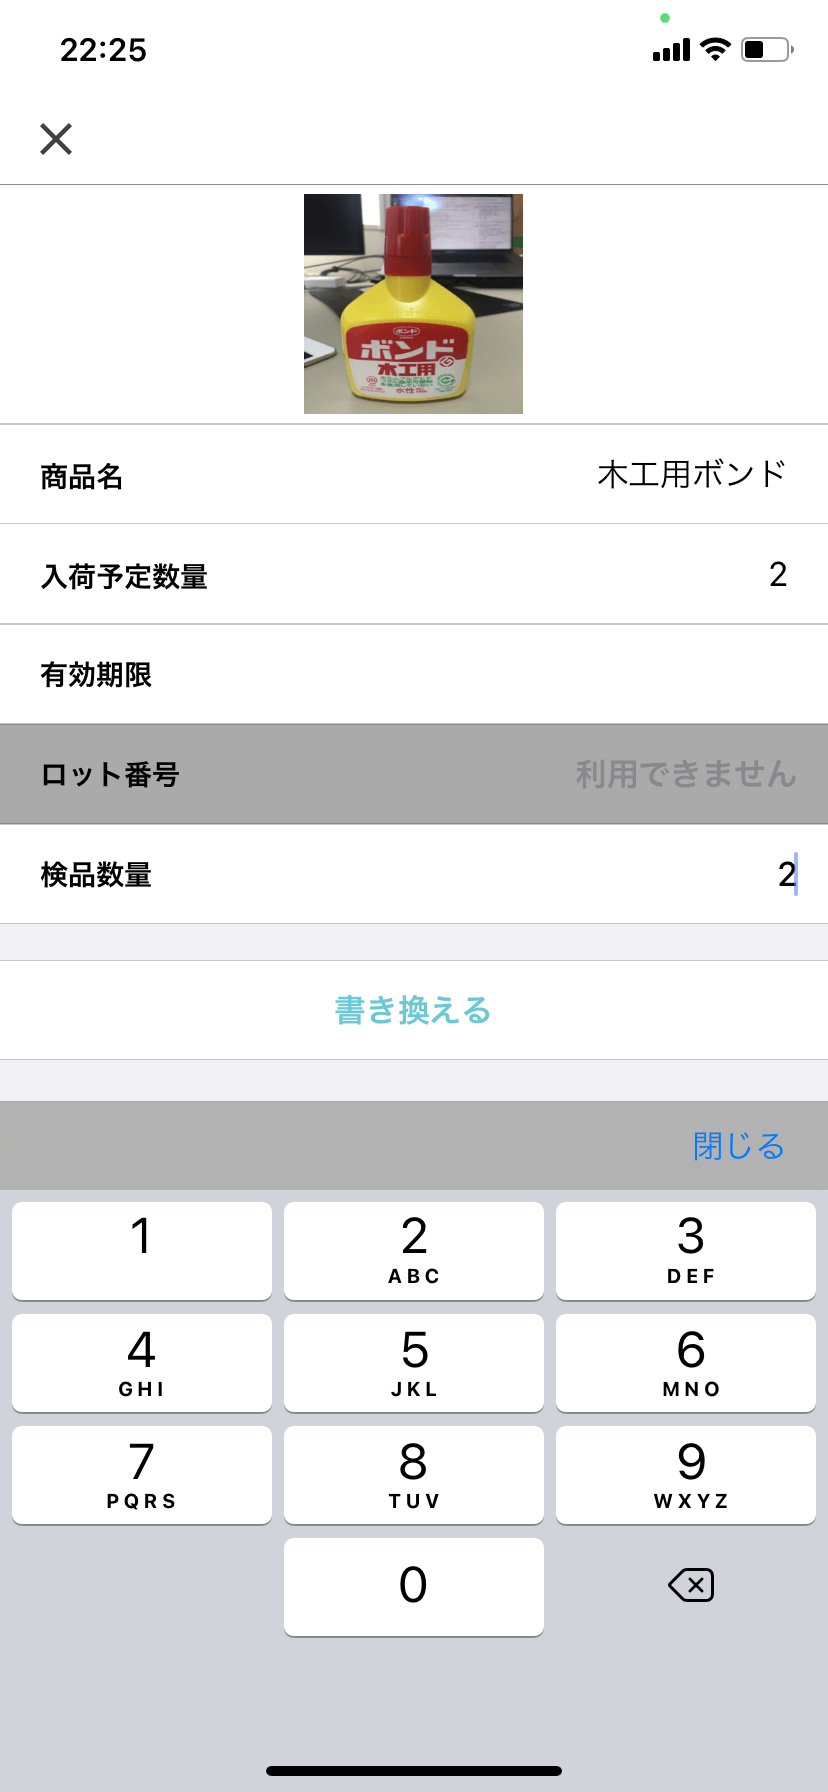 22:25
ボンド
ボンド
木工用
水性
商品名 木工用ボンド
入荷予定数量 2
有効期限
ロット番号 利用できません
検品数量 2
書き換える
閉じる
1 2 3
ABC DEF
4 5 6
GHI JKL MNO
7 8 9
PQRS TUV WXYZ
0